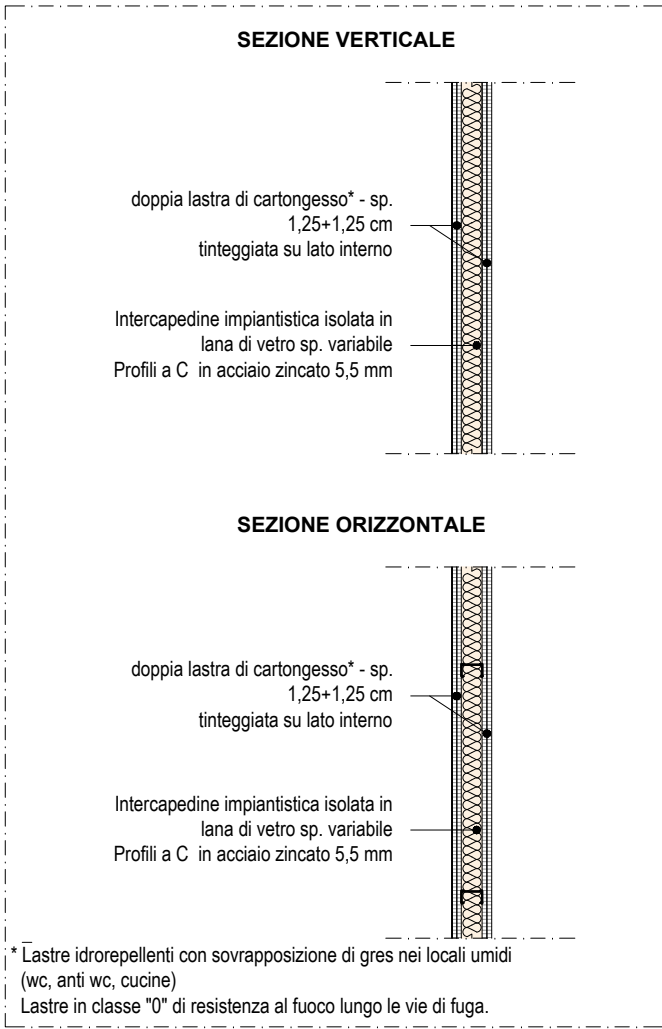 SEZIONE VERTICALE
doppia lastra di cartongesso* - sp.
1,25+1,25 cm
tinteggiata su lato interno
Intercapedine impiantistica isolata in
lana di vetro sp. variabile
Profili a C  in acciaio zincato 5,5 mm
SEZIONE ORIZZONTALE
doppia lastra di cartongesso* - sp.
1,25+1,25 cm
tinteggiata su lato interno
Intercapedine impiantistica isolata in
lana di vetro sp. variabile
Profili a C  in acciaio zincato 5,5 mm
* Lastre idrorepellenti con sovrapposizione di gres nei locali umidi
(wc, anti wc, cucine)
Lastre in classe "0" di resistenza al fuoco lungo le vie di fuga.